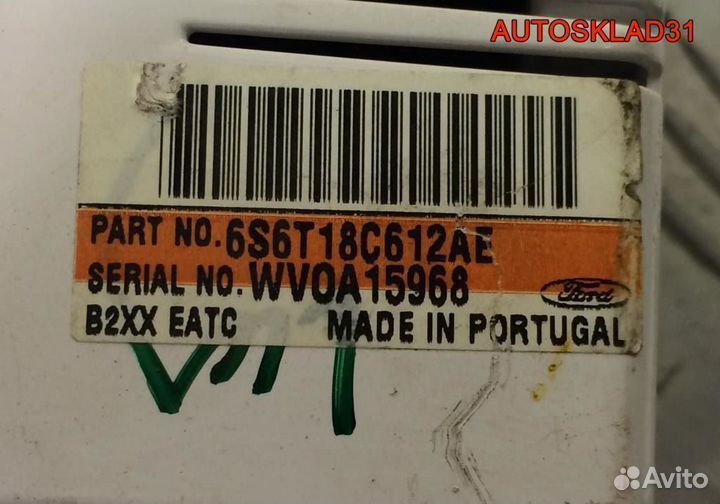 AUTOSKLAD31
PART NO. 6S6T18C612AE
SERIAL NO. WVOA15968
Ford
B2XX EATC MADE IN PORTUGAL
Avito